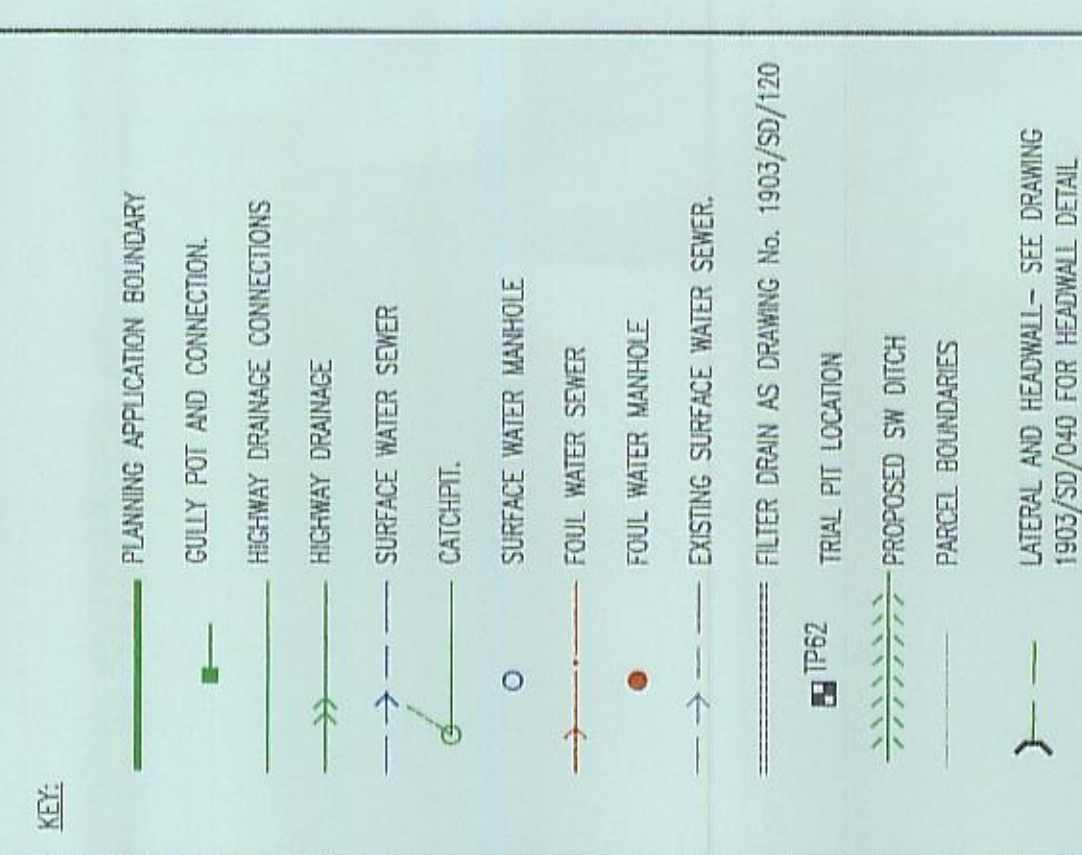 KEY:
PLANNING APPLICATION BOUNDARY
GULLY POT AND CONNECTION.
HIGHWAY DRAINAGE CONNECTIONS
HIGHWAY DRAINAGE
SURFACE WATER SEWER
CATCHPIT.
SURFACE WATER MANHOLE
FOUL WATER SEWER
FOUL WATER MANHOLE
EXISTING SURFACE WATER SEWER.
FILTER DRAIN AS DRAWING No. 1903/SD/120
TP62 TRIAL PIT LOCATION
PROPOSED SW DITCH
PARCEL BOUNDARIES
LATERAL AND HEADWALL- SEE DRAWING
1903/SD/040 FOR HEADWALL DETAIL